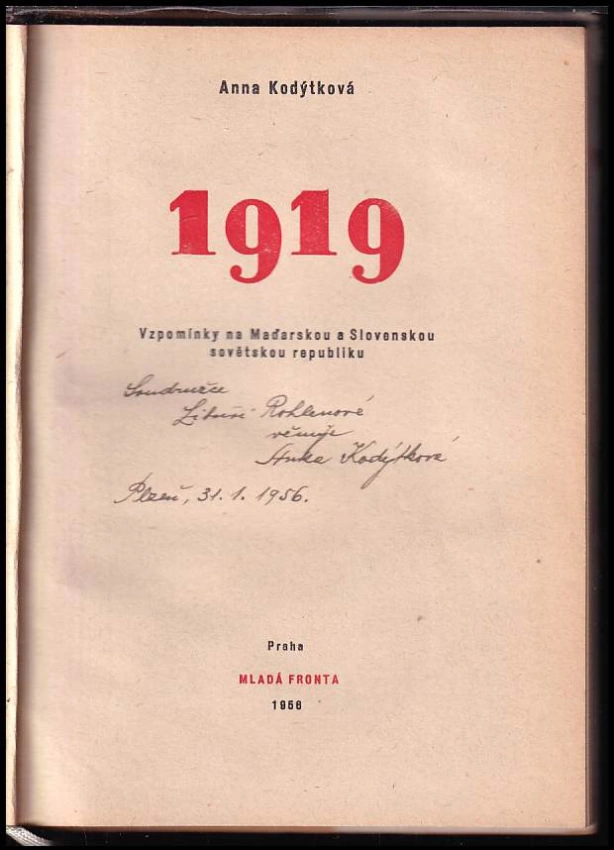 Anna Kodýtková
1919
Vzpomínky na Maďarskou a Slovenskou
sovětskou republiku
Soudružce
Libuši Rohlenové
věnuje
Anka Kodýtková
Plzeň, 31. 1. 1956.
Praha
MLADÁ FRONTA
1956